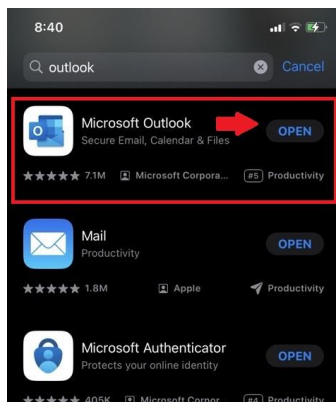 8:40
outlook
Cancel
Microsoft Outlook
Secure Email, Calendar & Files
OPEN
7.1M
Microsoft Corpora...
#5
Productivity
Mail
Productivity
OPEN
1.8M
Apple
Productivity
Microsoft Authenticator
Protects your online identity
OPEN
405K
Microsoft Corpor...
#4
Productivity